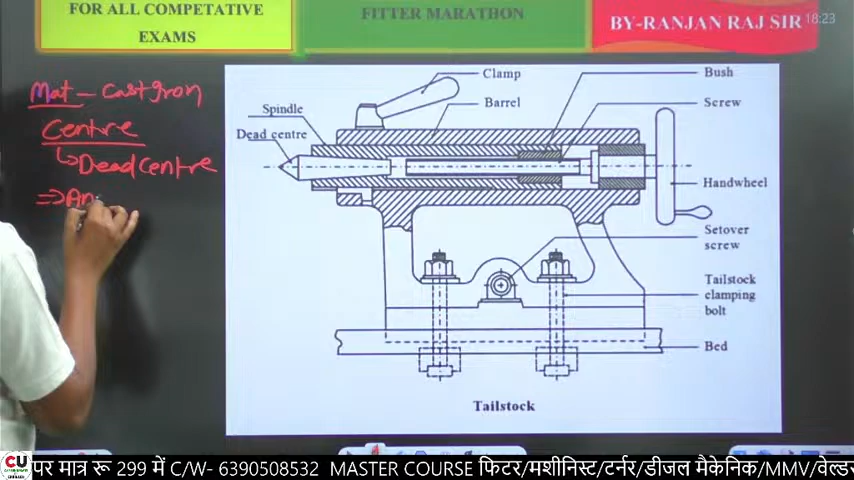 FOR ALL COMPETATIVE
EXAMS
FITTER MARATHON
BY-RANJAN RAJ SIR
18:23
Mat - Cast Iron
Centre
Dead Centre
⇒ An
Clamp
Barrel
Spindle
Dead centre
Bush
Screw
Handwheel
Setover
screw
Tailstock
clamping
bolt
Bed
Tailstock
CU
पर मात्र रू 299 में C/W- 6390508532 MASTER COURSE फिटर/मशीनिस्ट/टर्नर/डीजल मैकेनिक/MMV/वेल्डर